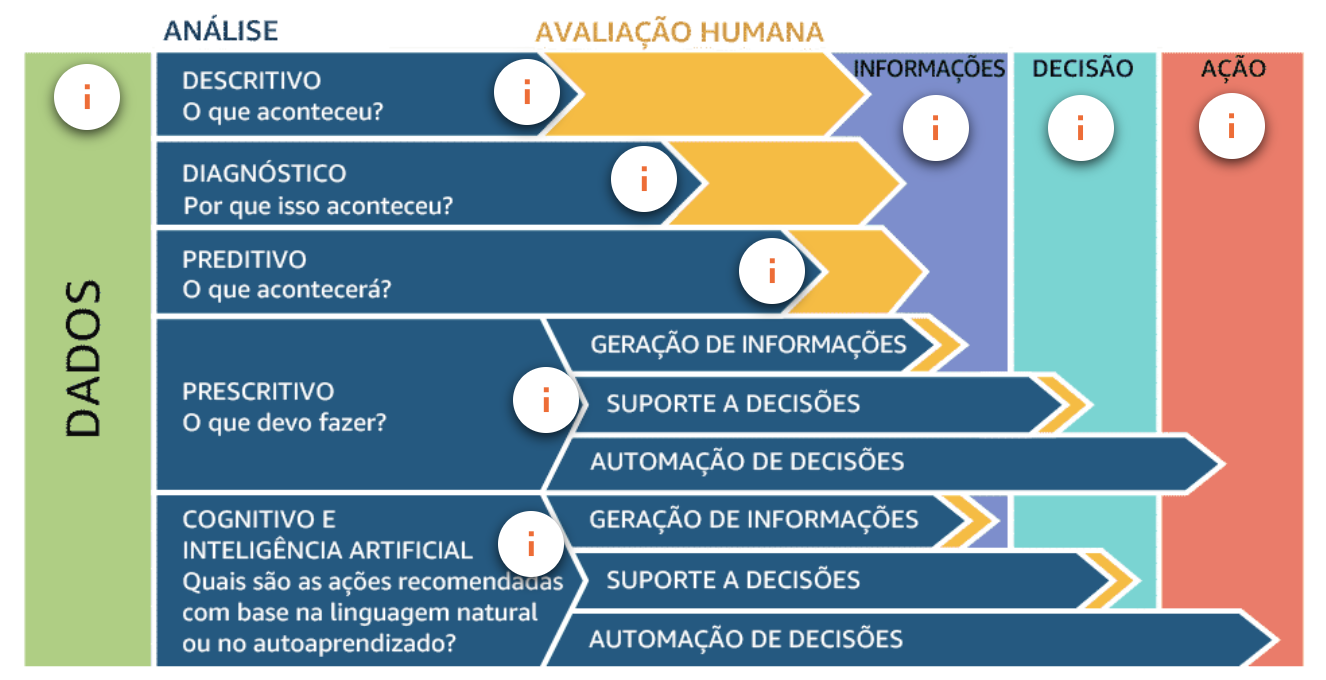 ANÁLISE
AVALIAÇÃO HUMANA
DADOS
INFORMAÇÕES
DECISÃO
AÇÃO
i
i
i
i
i
i
i
i
i
DESCRITIVO
O que aconteceu?
DIAGNÓSTICO
Por que isso aconteceu?
PREDITIVO
O que acontecerá?
PRESCRITIVO
O que devo fazer?
GERAÇÃO DE INFORMAÇÕES
SUPORTE A DECISÕES
AUTOMAÇÃO DE DECISÕES
COGNITIVO E
INTELIGÊNCIA ARTIFICIAL
Quais são as ações recomendadas
com base na linguagem natural
ou no autoaprendizado?
GERAÇÃO DE INFORMAÇÕES
SUPORTE A DECISÕES
AUTOMAÇÃO DE DECISÕES